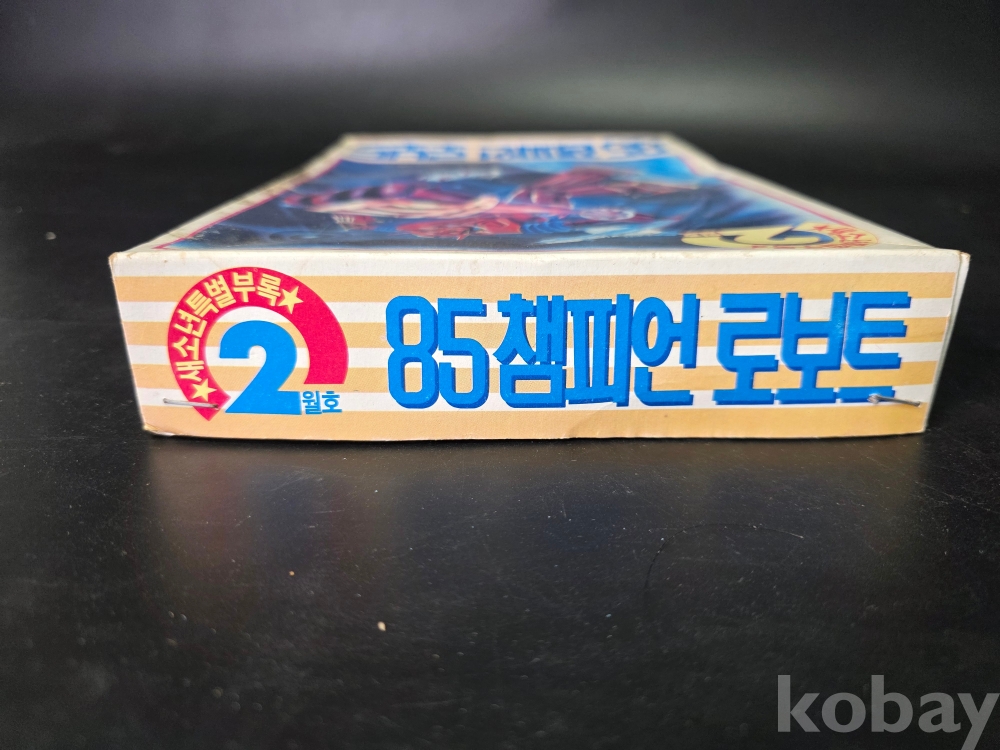 ★새소년특별부록★
2월호
85 챔피언 로보트
kobay